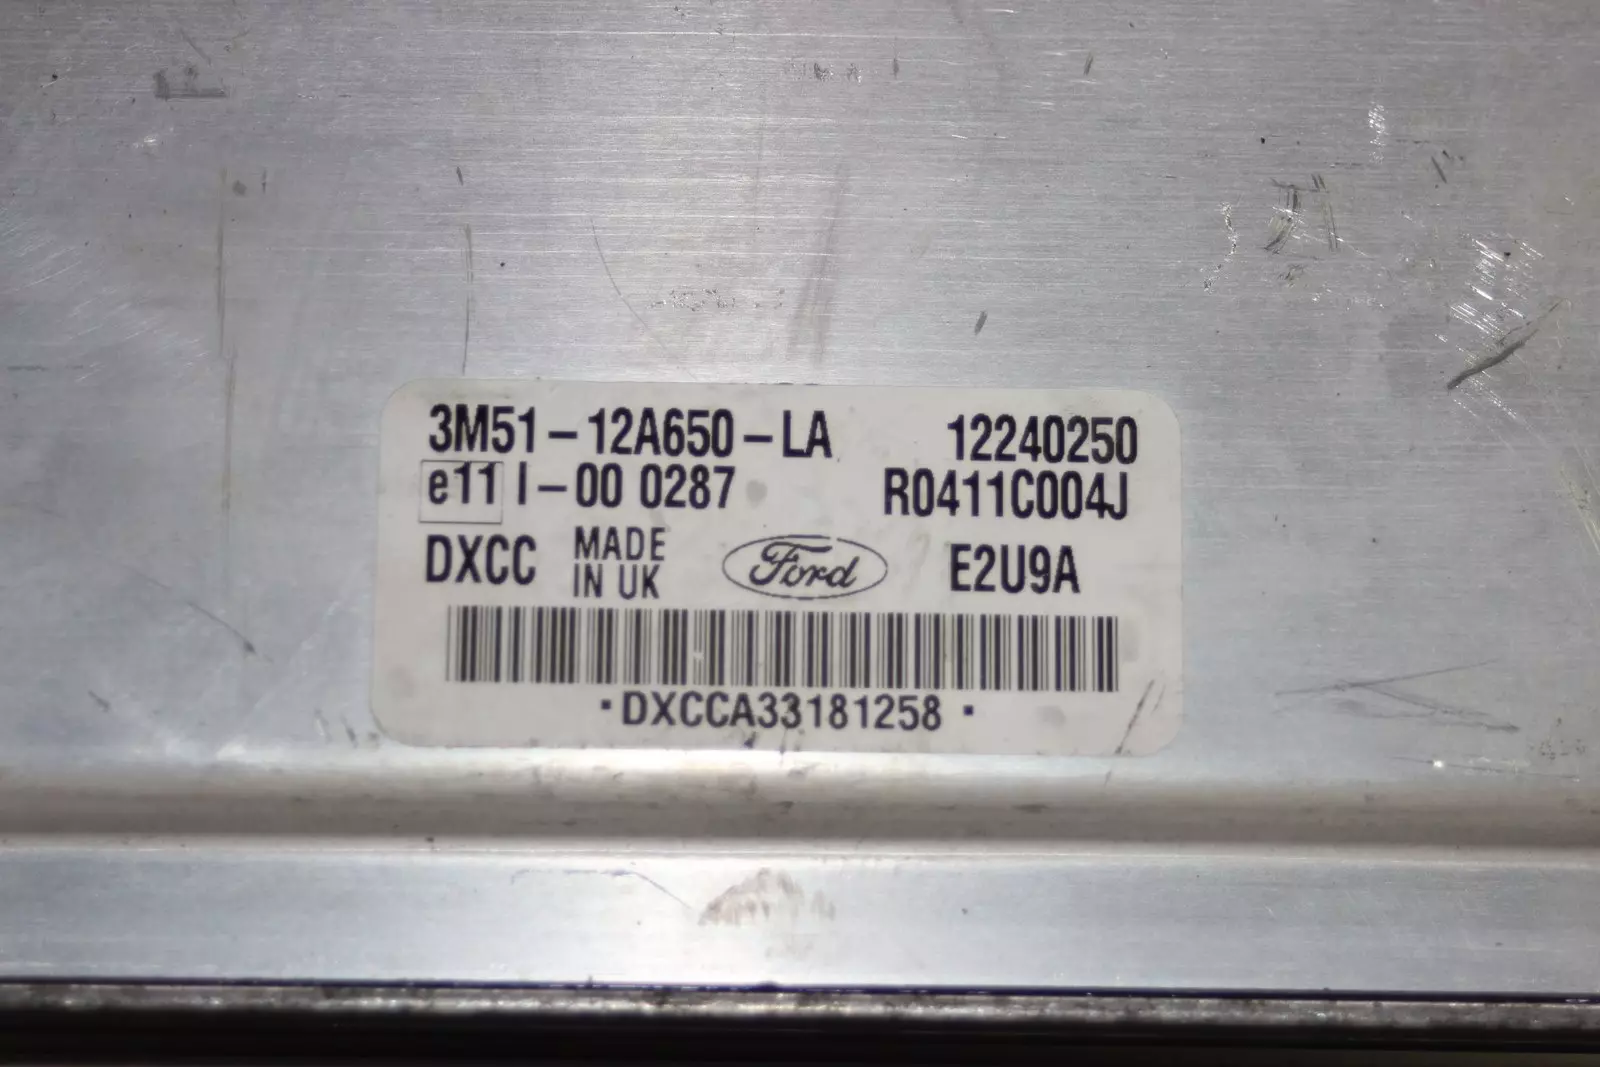 3M51-12A650-LA 12240250
e11 I-00 0287 R0411C004J
DXCC MADE IN UK Ford E2U9A
·DXCCA33181258·